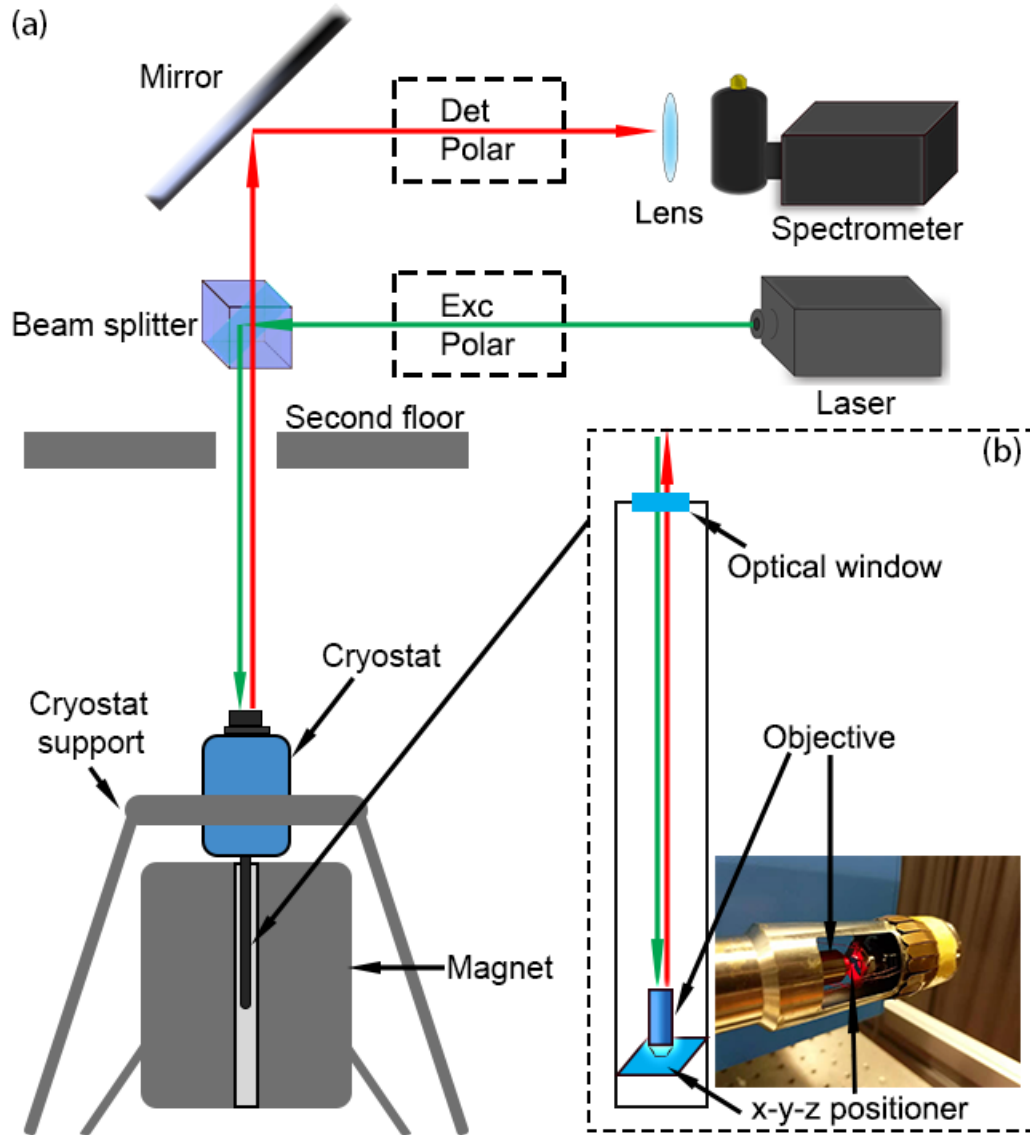 (a)
Mirror
Det
Polar
Lens
Spectrometer
Beam splitter
Exc
Polar
Laser
Second floor
(b)
Optical window
Cryostat
Cryostat
support
Objective
Magnet
x-y-z positioner